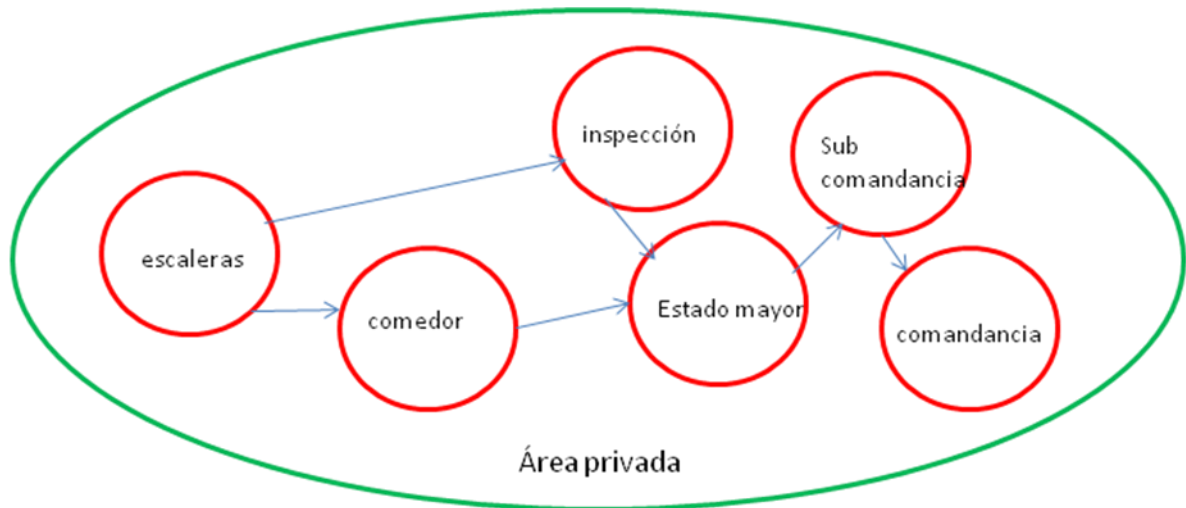 inspección
Sub
comandancia
escaleras
comedor
Estado mayor
comandancia
Área privada